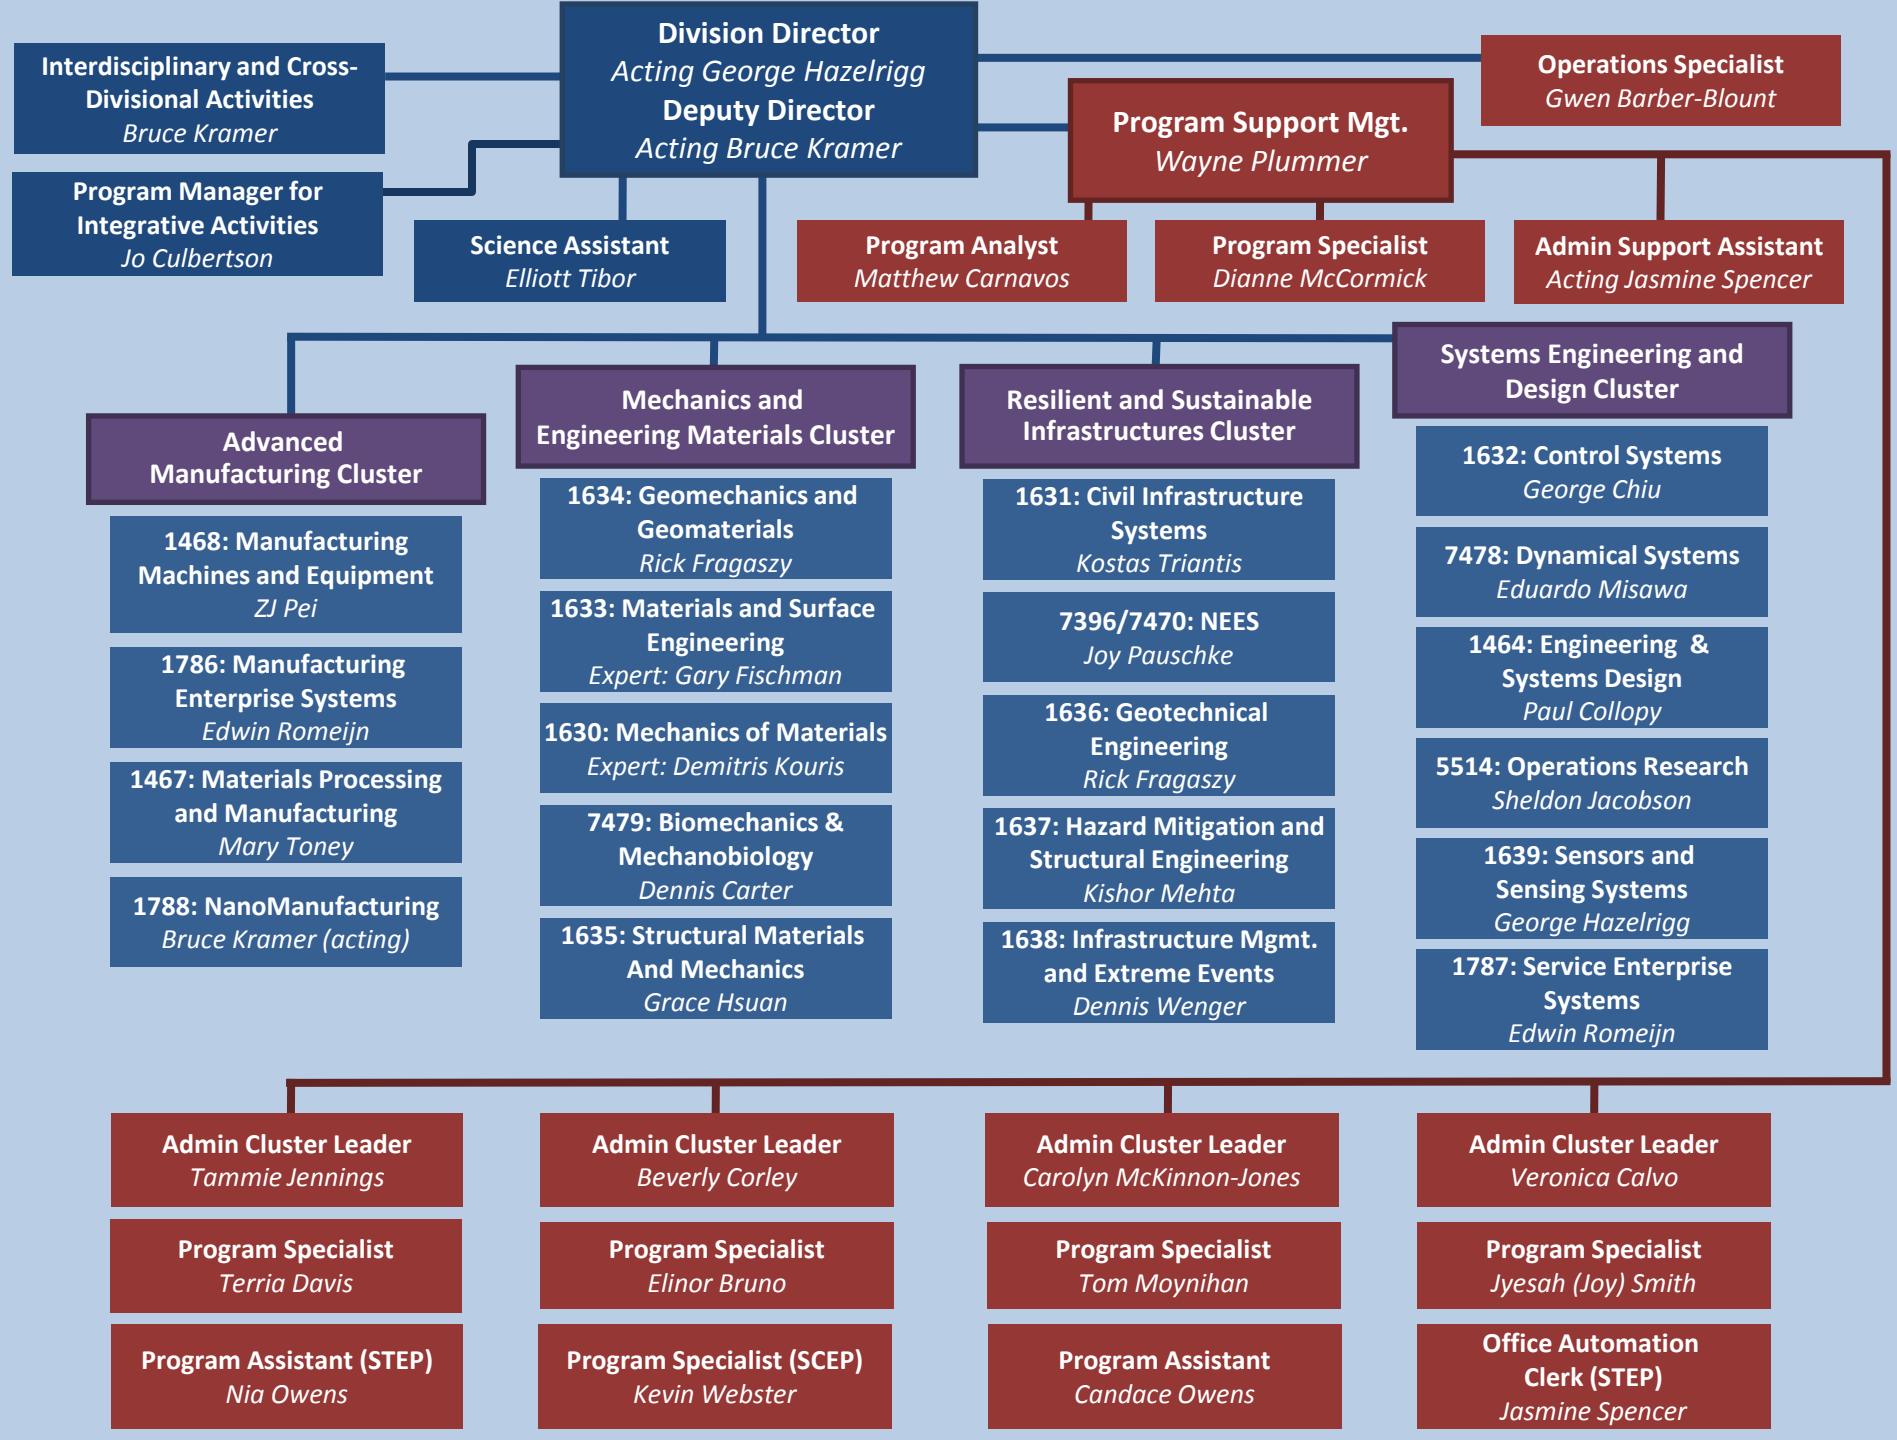 Division Director
Acting George Hazelrigg
Deputy Director
Acting Bruce Kramer
Interdisciplinary and Cross-
Divisional Activities
Bruce Kramer
Operations Specialist
Gwen Barber-Blount
Program Support Mgt.
Wayne Plummer
Program Manager for
Integrative Activities
Jo Culbertson
Science Assistant
Elliott Tibor
Program Analyst
Matthew Carnavos
Program Specialist
Dianne McCormick
Admin Support Assistant
Acting Jasmine Spencer
Advanced
Manufacturing Cluster
1468: Manufacturing
Machines and Equipment
ZJ Pei
1786: Manufacturing
Enterprise Systems
Edwin Romeijn
1467: Materials Processing
and Manufacturing
Mary Toney
1788: NanoManufacturing
Bruce Kramer (acting)
Mechanics and
Engineering Materials Cluster
1634: Geomechanics and
Geomaterials
Rick Fragaszy
1633: Materials and Surface
Engineering
Expert: Gary Fischman
1630: Mechanics of Materials
Expert: Demitris Kouris
7479: Biomechanics &
Mechanobiology
Dennis Carter
1635: Structural Materials
And Mechanics
Grace Hsuan
Resilient and Sustainable
Infrastructures Cluster
1631: Civil Infrastructure
Systems
Kostas Triantis
7396/7470: NEES
Joy Pauschke
1636: Geotechnical
Engineering
Rick Fragaszy
1637: Hazard Mitigation and
Structural Engineering
Kishor Mehta
1638: Infrastructure Mgmt.
and Extreme Events
Dennis Wenger
Systems Engineering and
Design Cluster
1632: Control Systems
George Chiu
7478: Dynamical Systems
Eduardo Misawa
1464: Engineering &
Systems Design
Paul Collopy
5514: Operations Research
Sheldon Jacobson
1639: Sensors and
Sensing Systems
George Hazelrigg
1787: Service Enterprise
Systems
Edwin Romeijn
Admin Cluster Leader
Tammie Jennings
Program Specialist
Terria Davis
Program Assistant (STEP)
Nia Owens
Admin Cluster Leader
Beverly Corley
Program Specialist
Elinor Bruno
Program Specialist (SCEP)
Kevin Webster
Admin Cluster Leader
Carolyn McKinnon-Jones
Program Specialist
Tom Moynihan
Program Assistant
Candace Owens
Admin Cluster Leader
Veronica Calvo
Program Specialist
Jyesah (Joy) Smith
Office Automation
Clerk (STEP)
Jasmine Spencer